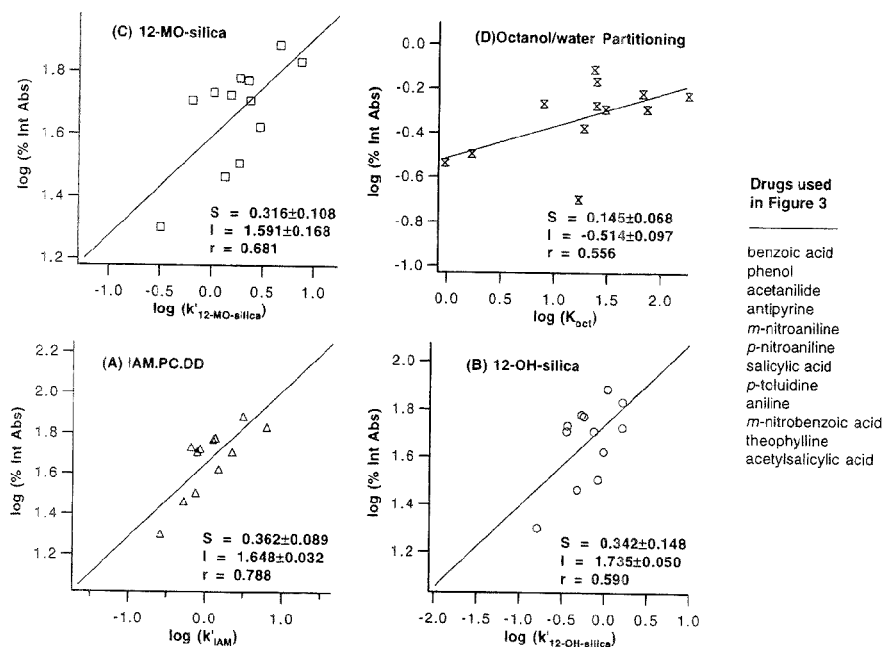 (C) 12-MO-silica
log (% Int Abs)
1.8
1.6
1.4
1.2
S = 0.316±0.108
I = 1.591±0.168
r = 0.681
-1.0 -0.5 0.0 0.5 1.0
log (k'12-MO-silica)
(D)Octanol/water Partitioning
log (% Int Abs)
0.0
-0.2
-0.4
-0.6
-0.8
-1.0
S = 0.145±0.068
I = -0.514±0.097
r = 0.556
0.0 0.5 1.0 1.5 2.0
log (Koct)
(A) IAM.PC.DD
log (% Int Abs)
2.2
2.0
1.8
1.6
1.4
1.2
S = 0.362±0.089
I = 1.648±0.032
r = 0.788
-1.0 0.0 1.0
log (k'IAM)
(B) 12-OH-silica
log (% Int Abs)
2.0
1.8
1.6
1.4
1.2
S = 0.342±0.148
I = 1.735±0.050
r = 0.590
-2.0 -1.5 -1.0 -0.5 0.0 0.5 1.0
log (k'12-OH-silica)
Drugs used
in Figure 3
benzoic acid
phenol
acetanilide
antipyrine
m-nitroaniline
p-nitroaniline
salicylic acid
p-toluidine
aniline
m-nitrobenzoic acid
theophylline
acetylsalicylic acid